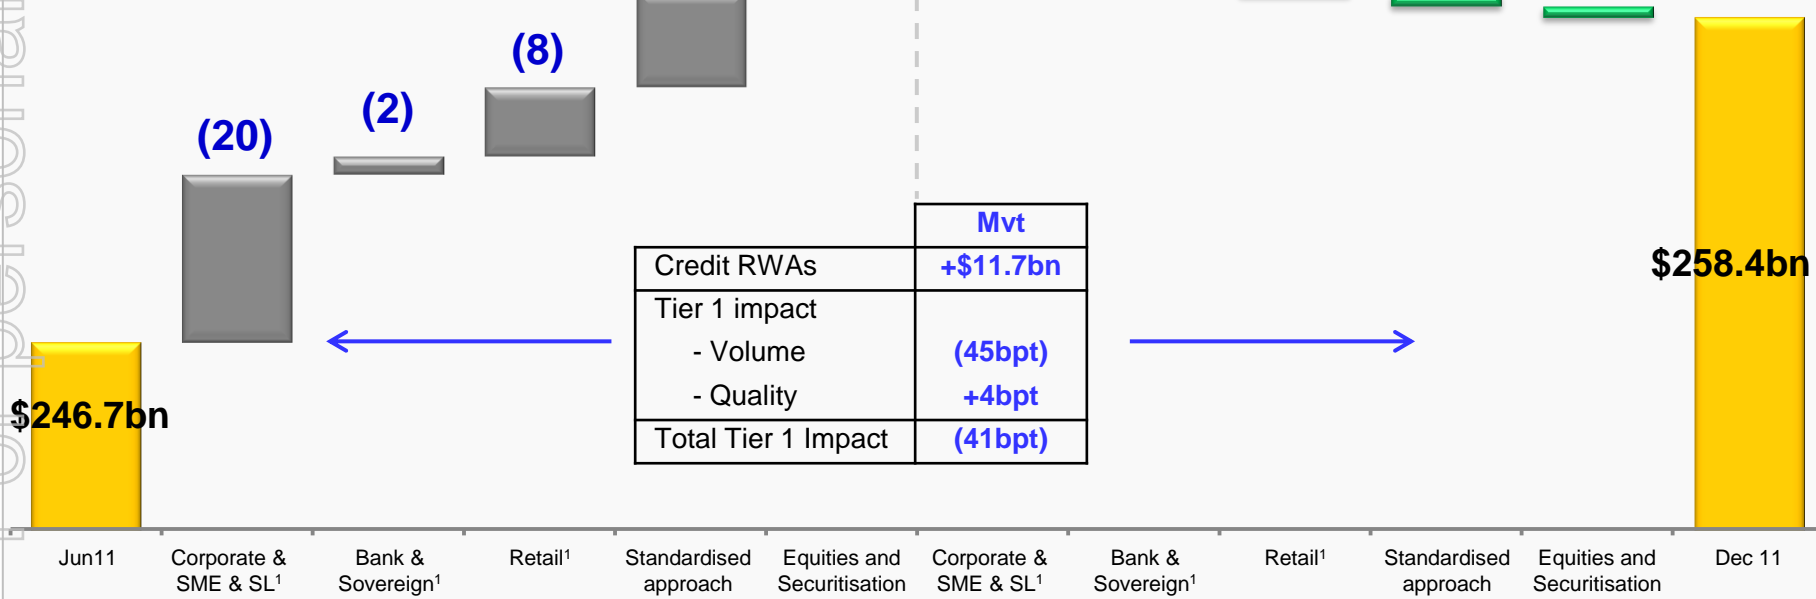 (8)
(2)
(20)
Mvt
Credit RWAs +$11.7bn
Tier 1 impact
- Volume (45bpt)
- Quality +4bpt
Total Tier 1 Impact (41bpt)
$258.4bn
$246.7bn
Jun11
Corporate &
SME & SL¹
Bank &
Sovereign¹
Retail¹
Standardised
approach
Equities and
Securitisation
Corporate &
SME & SL¹
Bank &
Sovereign¹
Retail¹
Standardised
approach
Equities and
Securitisation
Dec 11
personal